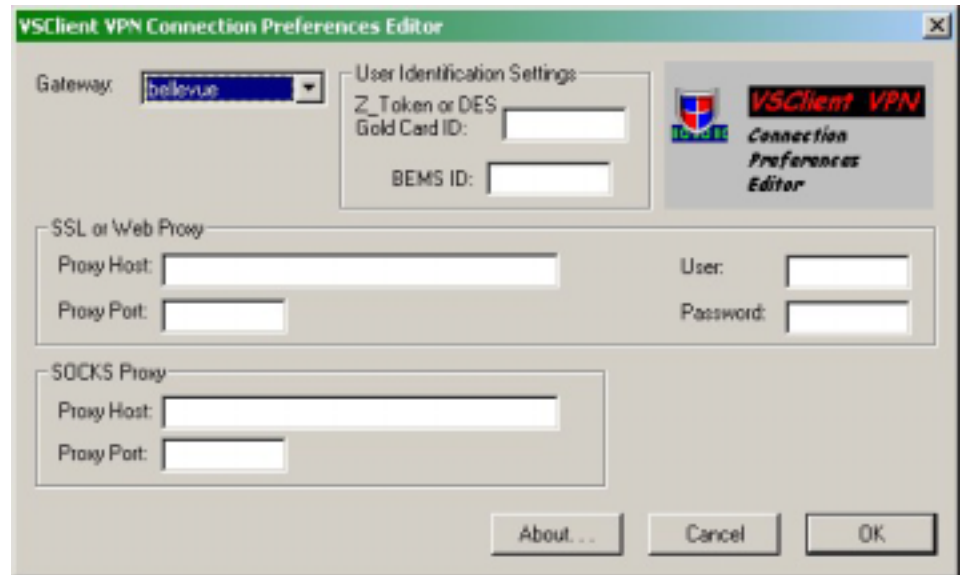 VSClient VPN Connection Preferences Editor
Gateway:
bellevue
User Identification Settings
Z_Token or DES
Gold Card ID:
BEMS ID:
VSClient VPN
Connection
Preferences
Editor
SSL or Web Proxy
Proxy Host:
User:
Proxy Port:
Password:
SOCKS Proxy
Proxy Host:
Proxy Port:
About. . .
Cancel
OK